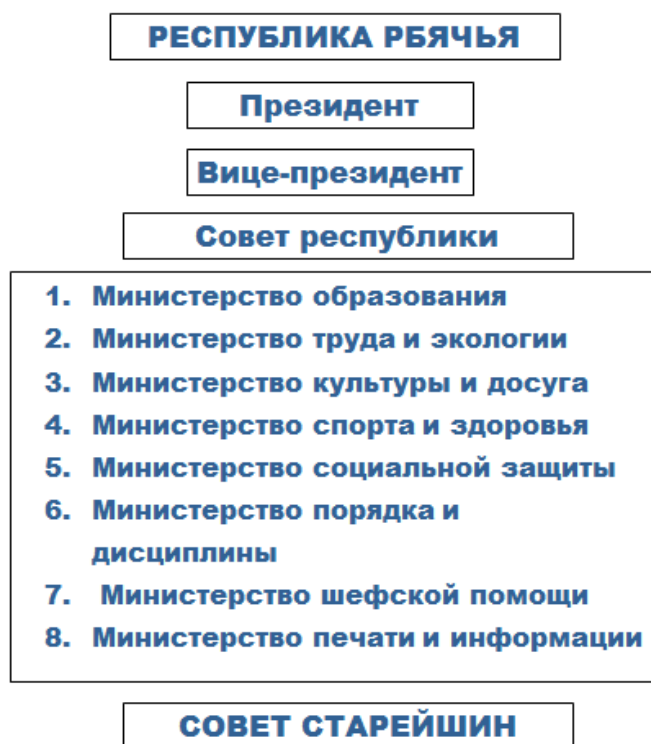 РЕСПУБЛИКА РБЯЧЬЯ
Президент
Вице-президент
Совет республики
1. Министерство образования
2. Министерство труда и экологии
3. Министерство культуры и досуга
4. Министерство спорта и здоровья
5. Министерство социальной защиты
6. Министерство порядка и
дисциплины
7. Министерство шефской помощи
8. Министерство печати и информации
СОВЕТ СТАРЕЙШИН